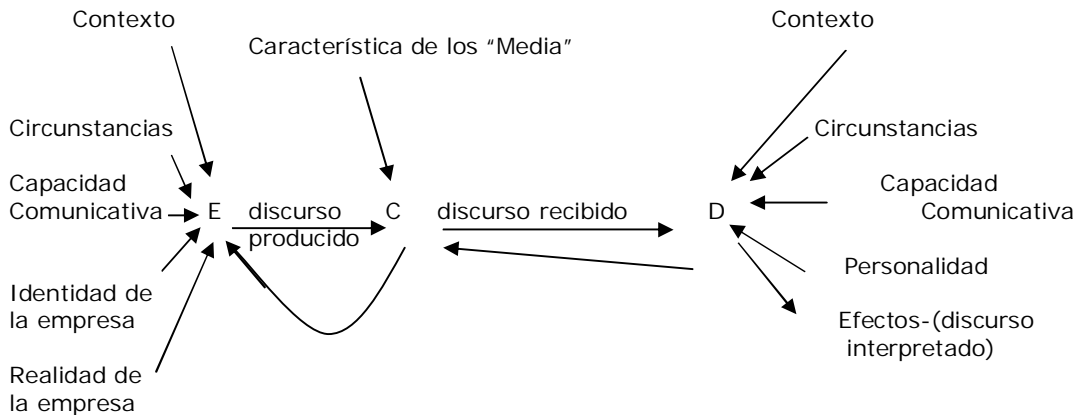 Contexto
Contexto
Característica de los “Media”
Circunstancias
Circunstancias
Capacidad
Comunicativa
E
discurso
producido
C
discurso recibido
D
Capacidad
Comunicativa
Identidad de
la empresa
Personalidad
Efectos-(discurso
interpretado)
Realidad de
la empresa